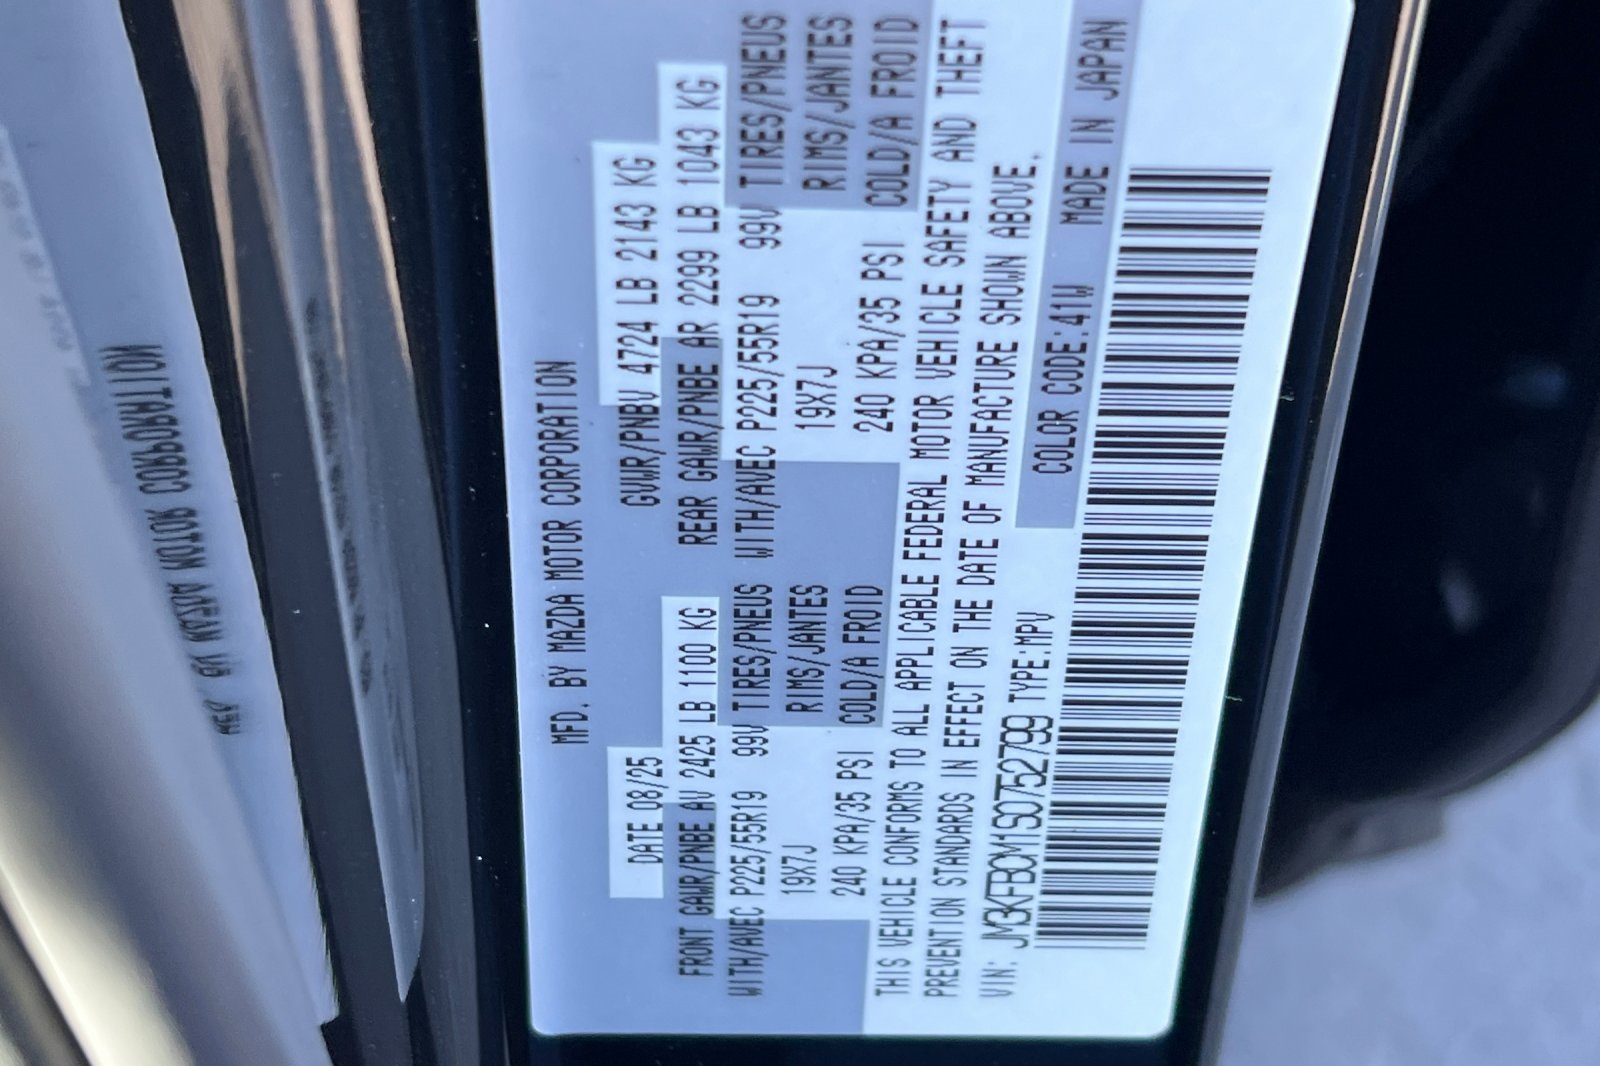 MFD. BY MAZDA MOTOR CORPORATION
DATE 08/25 GVWR/PNBV 4724 LB 2143 KG
FRONT GAWR/PNBE AV 2425 LB 1100 KG REAR GAWR/PNBE AR 2299 LB 1043 KG
WITH/AVEC P225/55R19 99V TIRES/PNEUS WITH/AVEC P225/55R19 99V TIRES/PNEUS
19X7J RIMS/JANTES 19X7J RIMS/JANTES
240 KPA/35 PSI COLD/A FROID 240 KPA/35 PSI COLD/A FROID
THIS VEHICLE CONFORMS TO ALL APPLICABLE FEDERAL MOTOR VEHICLE SAFETY AND THEFT
PREVENTION STANDARDS IN EFFECT ON THE DATE OF MANUFACTURE SHOWN ABOVE.
VIN: JM3KFBCM1S0752799 TYPE:MPV COLOR CODE:41W MADE IN JAPAN